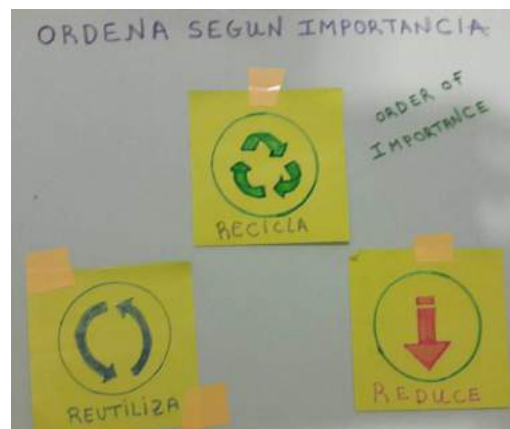 ORDENA SEGUN IMPORTANCIA
ORDER OF
IMPORTANCE
RECICLA
REUTILIZA
REDUCE